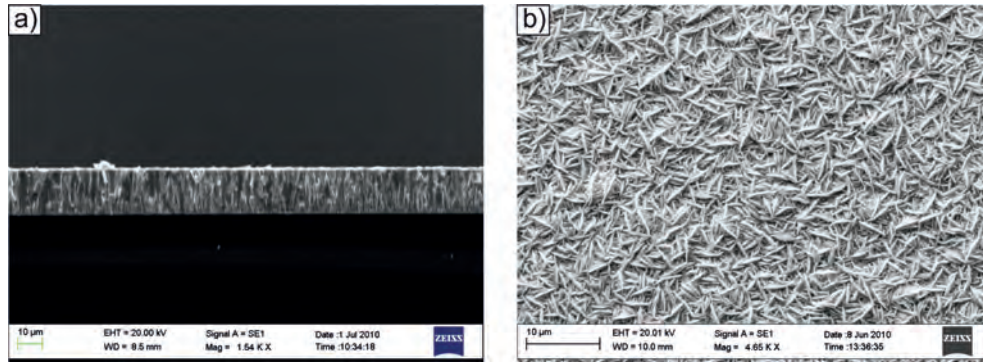 a)
10 µm
EHT = 20.00 kV
Signal A = SE1
Date :1 Jul 2010
WD = 8.5 mm
Mag = 1.54 K X
Time :10:34:18
ZEISS
b)
10 µm
EHT = 20.01 kV
Signal A = SE1
Date :8 Jun 2010
WD = 10.0 mm
Mag = 4.65 K X
Time :13:36:35
ZEISS